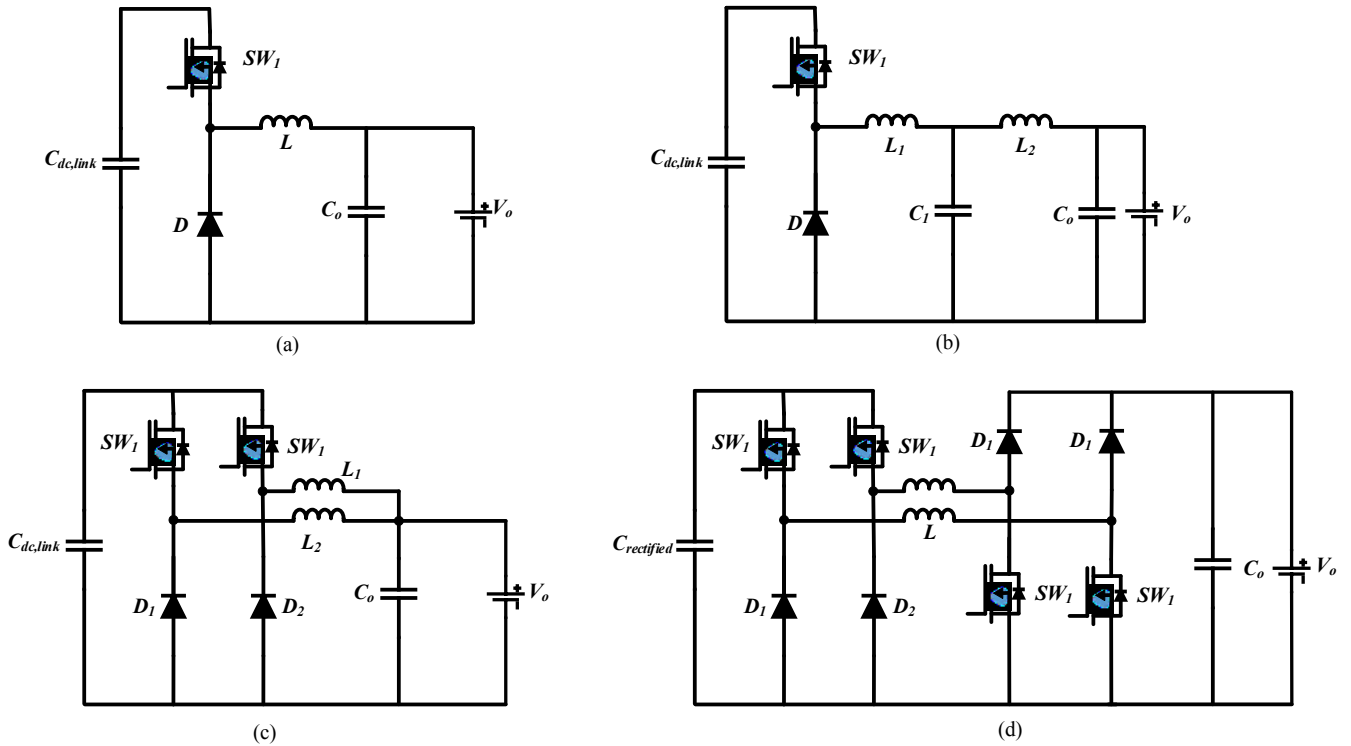 SW1
L
Cdc,link
D
Co
+
Vo
(a)
SW1
L1
L2
Cdc,link
D
C1
Co
+
Vo
(b)
SW1
SW1
L1
L2
Cdc,link
D1
D2
Co
+
Vo
(c)
SW1
SW1
D1
D1
L
Crectified
D1
D2
SW1
SW1
Co
+
Vo
(d)